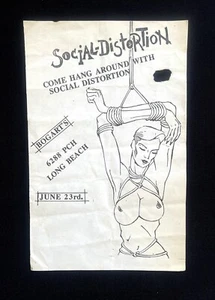 SOCIAL-DISTORTION
COME HANG AROUND WITH
SOCIAL DISTORTION
BOGART'S
6288 PCH
LONG BEACH
JUNE 23rd.